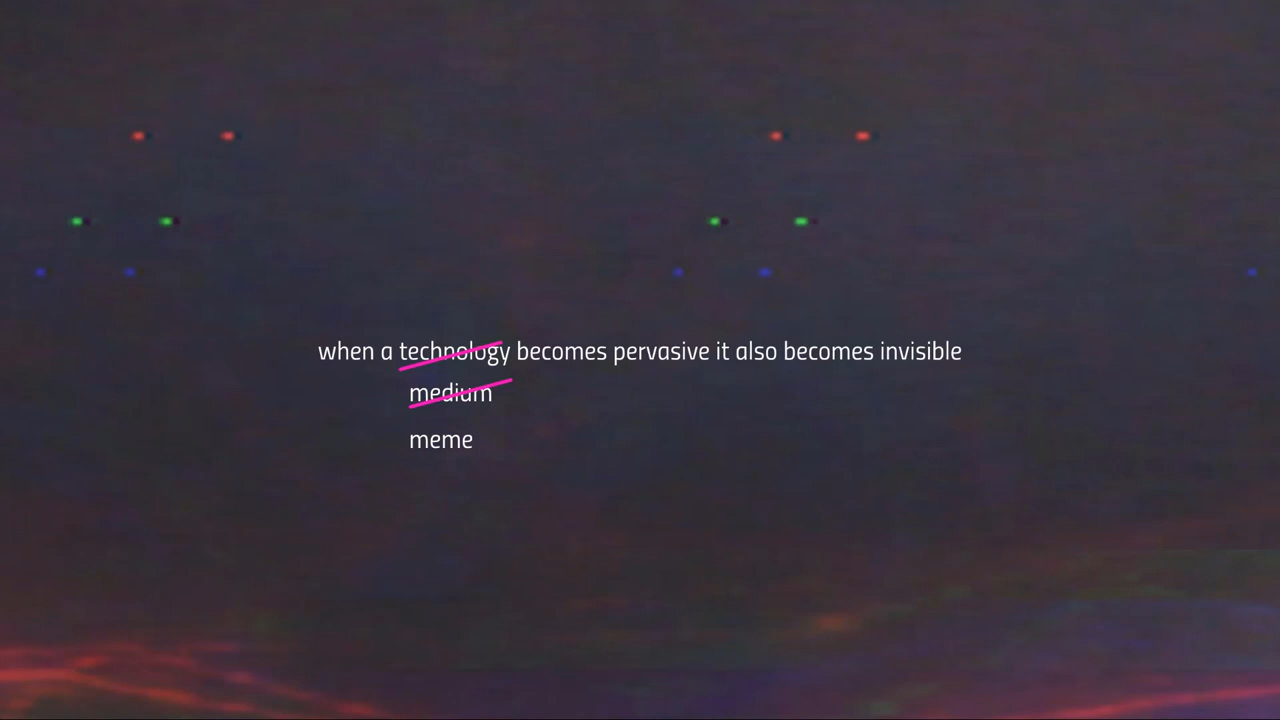 when a technology becomes pervasive it also becomes invisible
medium
meme